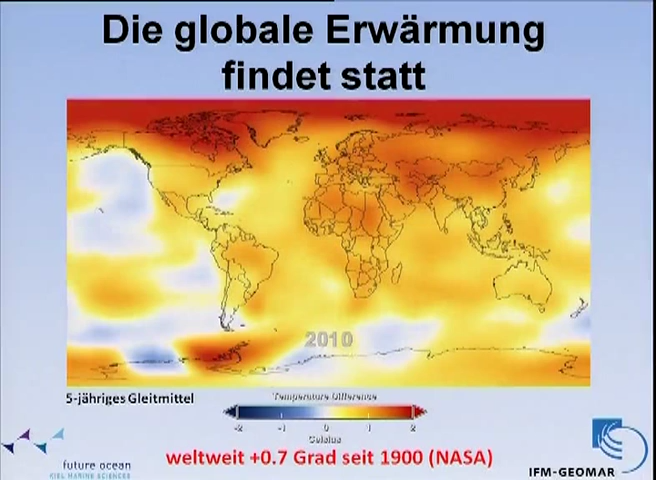 Die globale Erwärmung
findet statt
2010
5-jähriges Gleitmittel
Temperature Difference
-2 -1 0 1 2
Celsius
weltweit +0.7 Grad seit 1900 (NASA)
future ocean
KIEL MARINE SCIENCES
IFM-GEOMAR